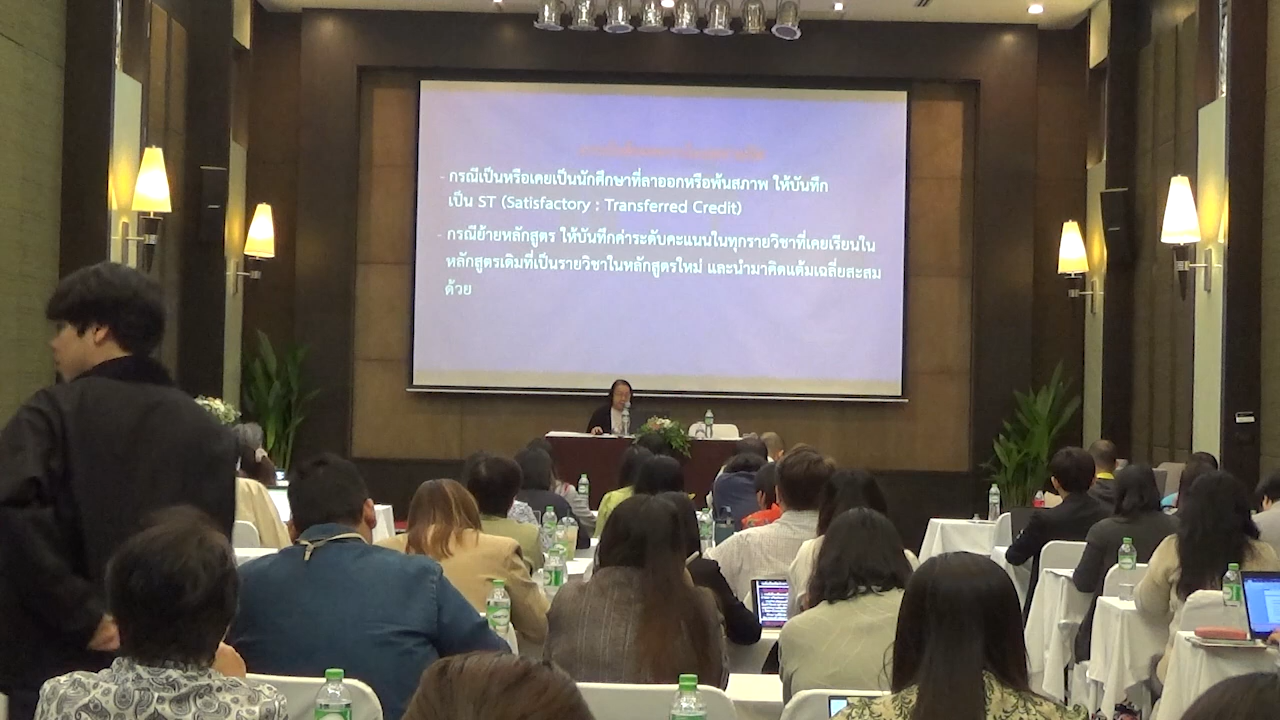 - กรณีเป็นหรือเคยเป็นนักศึกษาที่ลาออกหรือพ้นสภาพ ให้บันทึก
เป็น ST (Satisfactory : Transferred Credit)
- กรณีย้ายหลักสูตร ให้บันทึกค่าระดับคะแนนในทุกรายวิชาที่เคยเรียนใน
หลักสูตรเดิมที่เป็นรายวิชาในหลักสูตรใหม่ และนำมาคิดแต้มเฉลี่ยสะสม
ด้วย